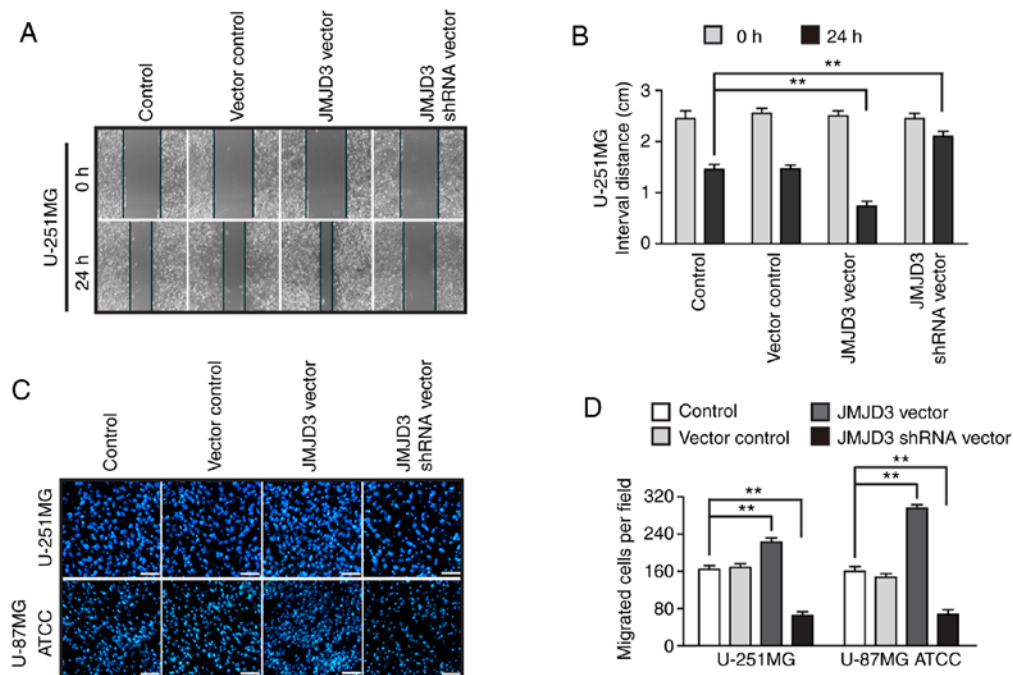 A
Control
Vector control
JMJD3 vector
JMJD3
shRNA vector
U-251MG
0 h
24 h
B
0 h
24 h
**
**
U-251MG
Interval distance (cm)
3
2
1
0
Control
Vector control
JMJD3 vector
JMJD3
shRNA vector
C
Control
Vector control
JMJD3 vector
JMJD3
shRNA vector
U-251MG
U-87MG
ATCC
D
Control
Vector control
JMJD3 vector
JMJD3 shRNA vector
**
**
**
**
Migrated cells per field
320
240
160
80
0
U-251MG
U-87MG ATCC